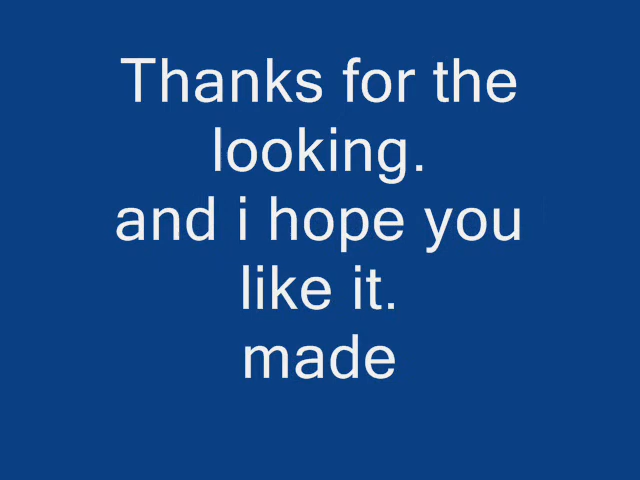 Thanks for the
looking.
and i hope you
like it.
made